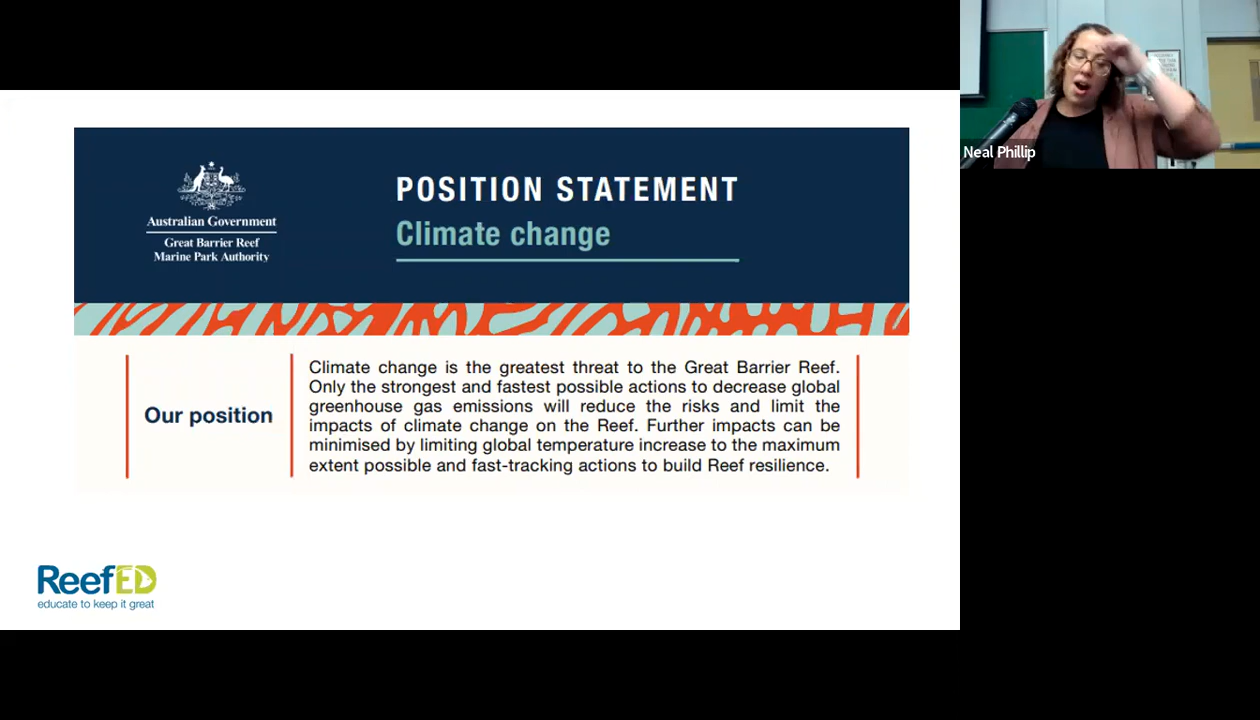 POSITION STATEMENT
Climate change
Australian Government
Great Barrier Reef
Marine Park Authority
Our position
Climate change is the greatest threat to the Great Barrier Reef.
Only the strongest and fastest possible actions to decrease global
greenhouse gas emissions will reduce the risks and limit the
impacts of climate change on the Reef. Further impacts can be
minimised by limiting global temperature increase to the maximum
extent possible and fast-tracking actions to build Reef resilience.
ReefED
educate to keep it great
Neal Phillip